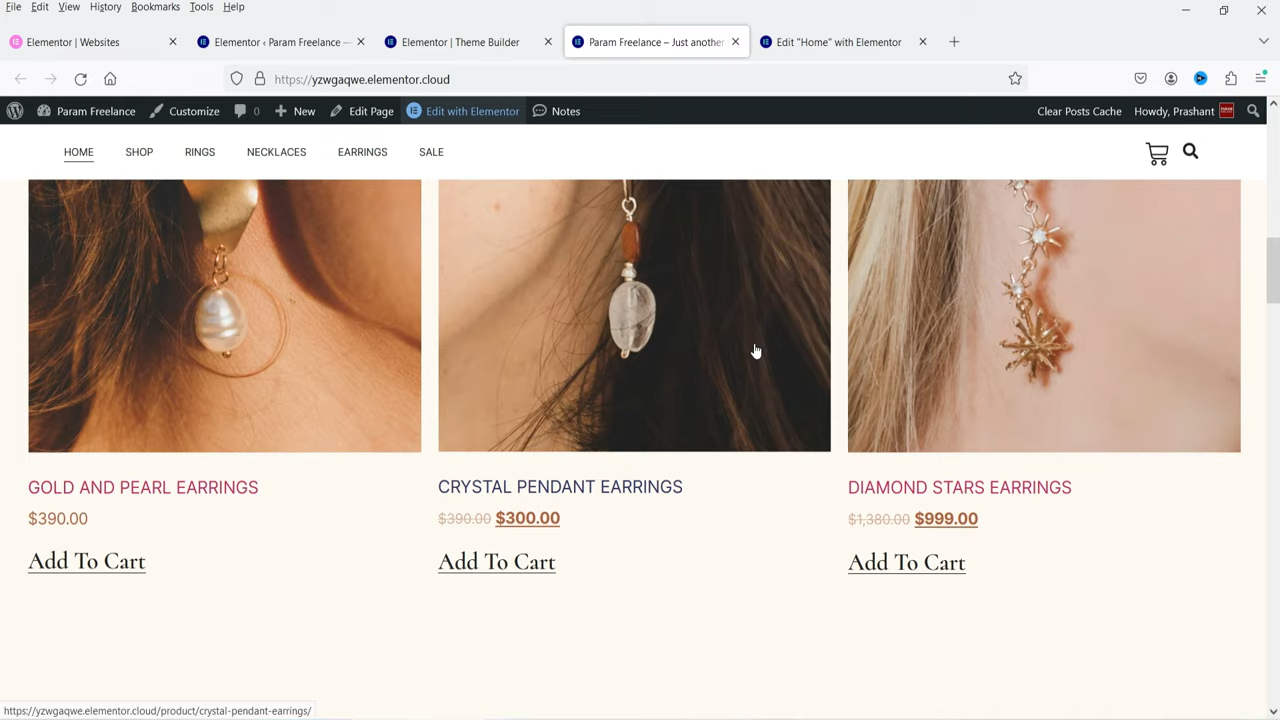 File Edit View History Bookmarks Tools Help
Elementor | Websites
Elementor ‹ Param Freelance —
Elementor | Theme Builder
Param Freelance – Just another
Edit "Home" with Elementor
https://yzwgaqwe.elementor.cloud
Param Freelance Customize 0 New Edit Page Edit with Elementor Notes Clear Posts Cache Howdy, Prashant
HOME SHOP RINGS NECKLACES EARRINGS SALE
GOLD AND PEARL EARRINGS
$390.00
Add To Cart
CRYSTAL PENDANT EARRINGS
$390.00 $300.00
Add To Cart
DIAMOND STARS EARRINGS
$1,380.00 $999.00
Add To Cart
https://yzwgaqwe.elementor.cloud/product/crystal-pendant-earrings/